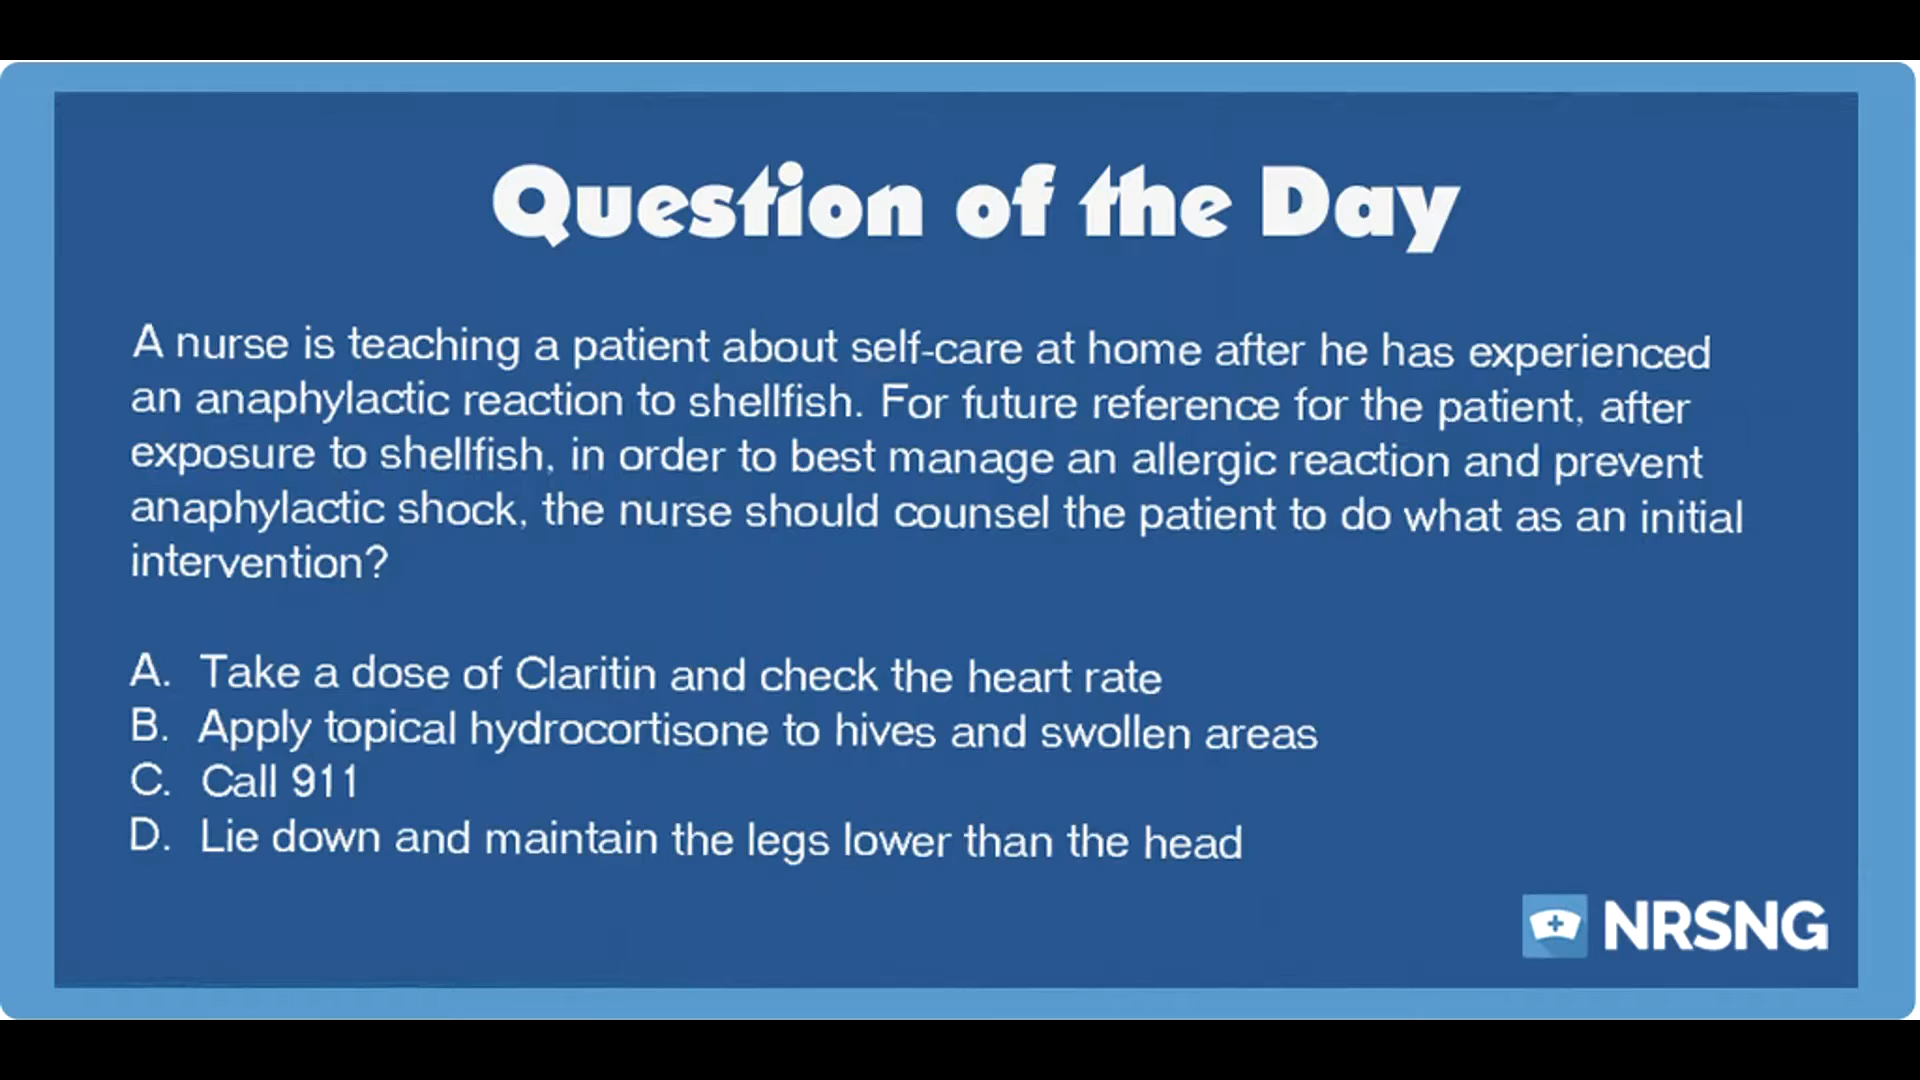 Question of the Day
A nurse is teaching a patient about self-care at home after he has experienced
an anaphylactic reaction to shellfish. For future reference for the patient, after
exposure to shellfish, in order to best manage an allergic reaction and prevent
anaphylactic shock, the nurse should counsel the patient to do what as an initial
intervention?
A. Take a dose of Claritin and check the heart rate
B. Apply topical hydrocortisone to hives and swollen areas
C. Call 911
D. Lie down and maintain the legs lower than the head
NRSNG